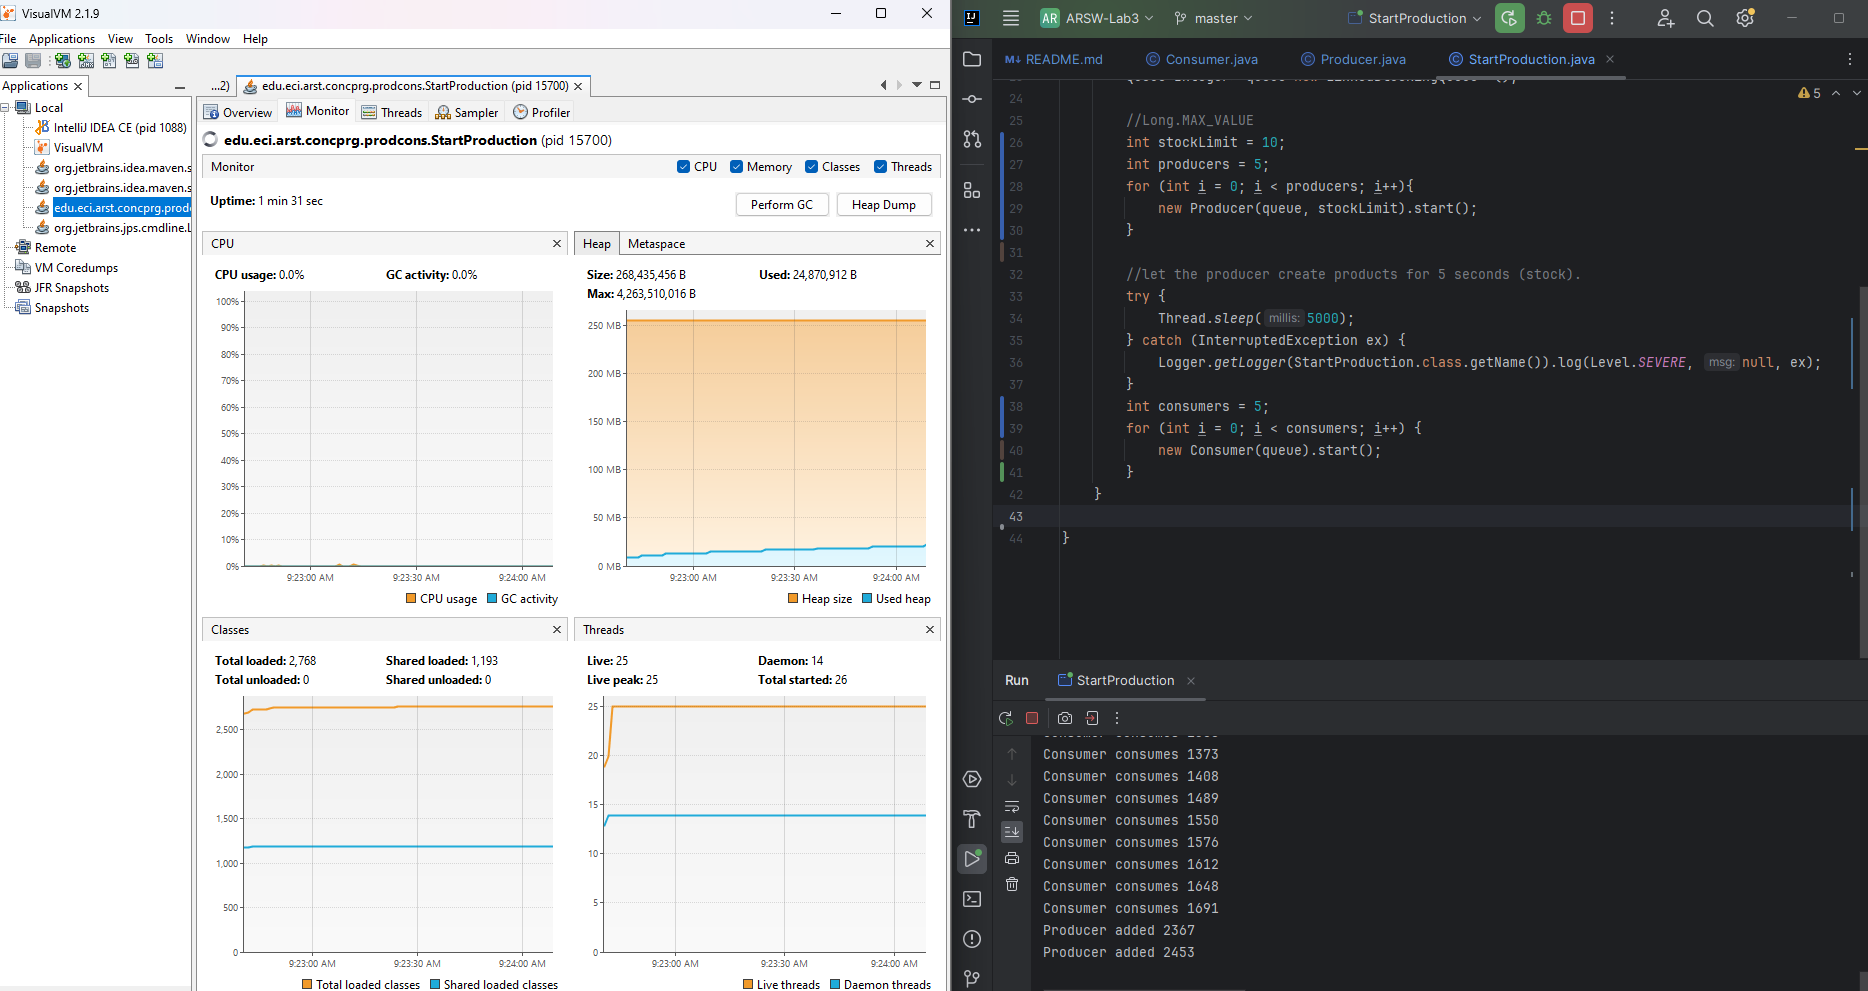 VisualVM 2.1.9
File Applications View Tools Window Help
Applications
Local
IntelliJ IDEA CE (pid 1088)
VisualVM
org.jetbrains.idea.maven.s
org.jetbrains.idea.maven.s
edu.eci.arst.concprg.prod
org.jetbrains.jps.cmdline.L
Remote
VM Coredumps
JFR Snapshots
Snapshots
...2) edu.eci.arst.concprg.prodcons.StartProduction (pid 15700)
Overview Monitor Threads Sampler Profiler
edu.eci.arst.concprg.prodcons.StartProduction (pid 15700)
Monitor CPU Memory Classes Threads
Uptime: 1 min 31 sec
Perform GC Heap Dump
CPU
CPU usage: 0.0% GC activity: 0.0%
100%
90%
80%
70%
60%
50%
40%
30%
20%
10%
0%
9:23:00 AM 9:23:30 AM 9:24:00 AM
CPU usage GC activity
Heap Metaspace
Size: 268,435,456 B Used: 24,870,912 B
Max: 4,263,510,016 B
250 MB
200 MB
150 MB
100 MB
50 MB
0 MB
9:23:00 AM 9:23:30 AM 9:24:00 AM
Heap size Used heap
Classes
Total loaded: 2,768 Shared loaded: 1,193
Total unloaded: 0 Shared unloaded: 0
2,500
2,000
1,500
1,000
500
0
9:23:00 AM 9:23:30 AM 9:24:00 AM
Total loaded classes Shared loaded classes
Threads
Live: 25 Daemon: 14
Live peak: 25 Total started: 26
25
20
15
10
5
0
9:23:00 AM 9:23:30 AM 9:24:00 AM
Live threads Daemon threads
IJ AR ARSW-Lab3 master StartProduction
M↓ README.md Consumer.java Producer.java StartProduction.java
5
24
25 //Long.MAX_VALUE
26 int stockLimit = 10;
27 int producers = 5;
28 for (int i = 0; i < producers; i++){
29 new Producer(queue, stockLimit).start();
30 }
31
32 //let the producer create products for 5 seconds (stock).
33 try {
34 Thread.sleep( millis: 5000);
35 } catch (InterruptedException ex) {
36 Logger.getLogger(StartProduction.class.getName()).log(Level.SEVERE, msg: null, ex);
37 }
38 int consumers = 5;
39 for (int i = 0; i < consumers; i++) {
40 new Consumer(queue).start();
41 }
42 }
43
44 }
Run StartProduction
Consumer consumes 1373
Consumer consumes 1408
Consumer consumes 1489
Consumer consumes 1550
Consumer consumes 1576
Consumer consumes 1612
Consumer consumes 1648
Consumer consumes 1691
Producer added 2367
Producer added 2453